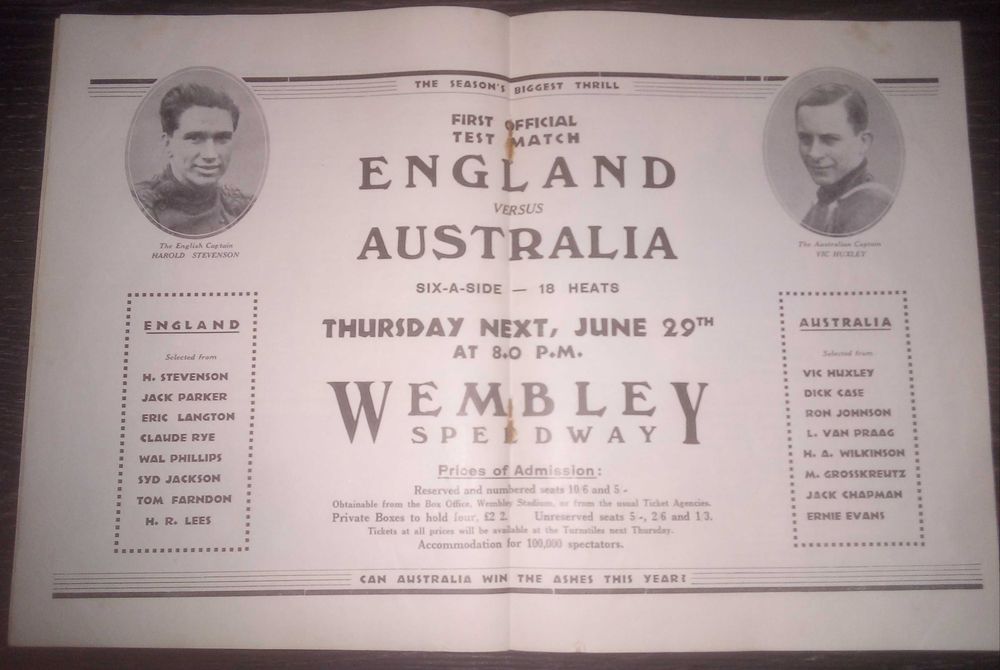 THE SEASON'S BIGGEST THRILL
FIRST OFFICIAL
TEST MATCH
ENGLAND
VERSUS
AUSTRALIA
SIX-A-SIDE — 18 HEATS
THURSDAY NEXT, JUNE 29TH
AT 8.0 P.M.
WEMBLEY
SPEEDWAY
Prices of Admission:
Reserved and numbered seats 10/6 and 5/-
Obtainable from the Box Office, Wembley Stadium, or from the usual Ticket Agencies.
Private Boxes to hold four, £2 2. Unreserved seats 5/-, 2/6 and 1/3.
Tickets at all prices will be available at the Turnstiles next Thursday.
Accommodation for 100,000 spectators.
The English Captain
HAROLD STEVENSON
ENGLAND
Selected from
H. STEVENSON
JACK PARKER
ERIC LANGTON
CLAUDE RYE
WAL PHILLIPS
SYD JACKSON
TOM FARNDON
H. R. LEES
The Australian Captain
VIC HUXLEY
AUSTRALIA
Selected from
VIC HUXLEY
DICK CASE
RON JOHNSON
L. VAN PRAAG
H. A. WILKINSON
M. GROSSKREUTZ
JACK CHAPMAN
ERNIE EVANS
CAN AUSTRALIA WIN THE ASHES THIS YEAR?